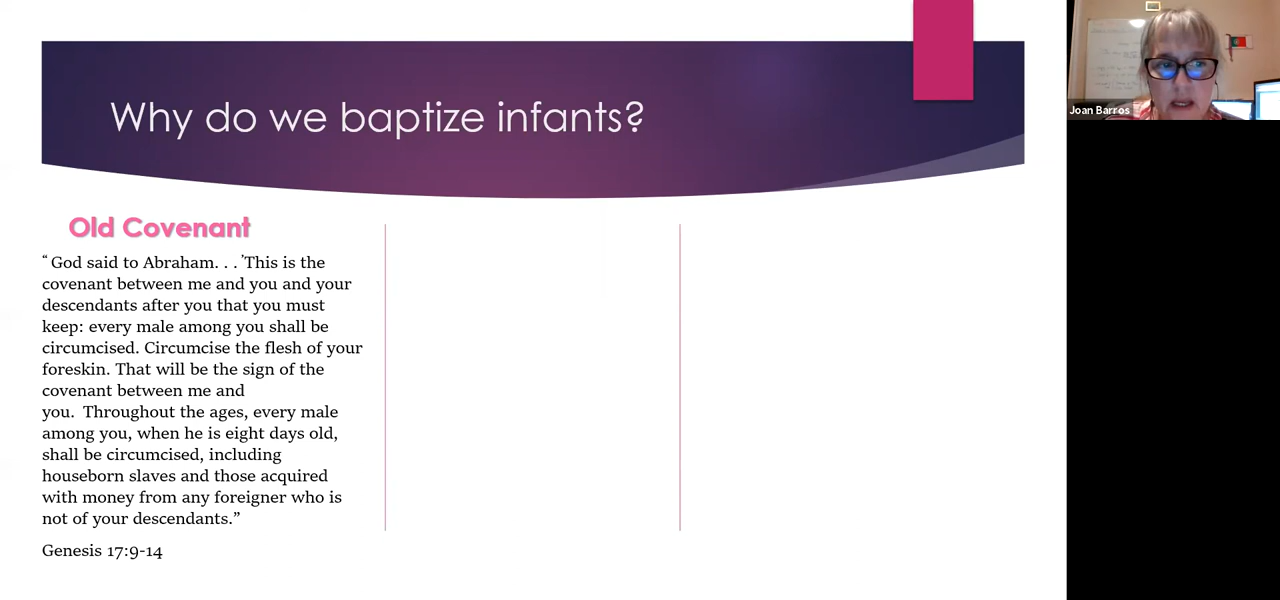 Why do we baptize infants?
Joan Barros
Old Covenant
“ God said to Abraham. . . ’This is the
covenant between me and you and your
descendants after you that you must
keep: every male among you shall be
circumcised. Circumcise the flesh of your
foreskin. That will be the sign of the
covenant between me and
you.  Throughout the ages, every male
among you, when he is eight days old,
shall be circumcised, including
houseborn slaves and those acquired
with money from any foreigner who is
not of your descendants.”
Genesis 17:9-14